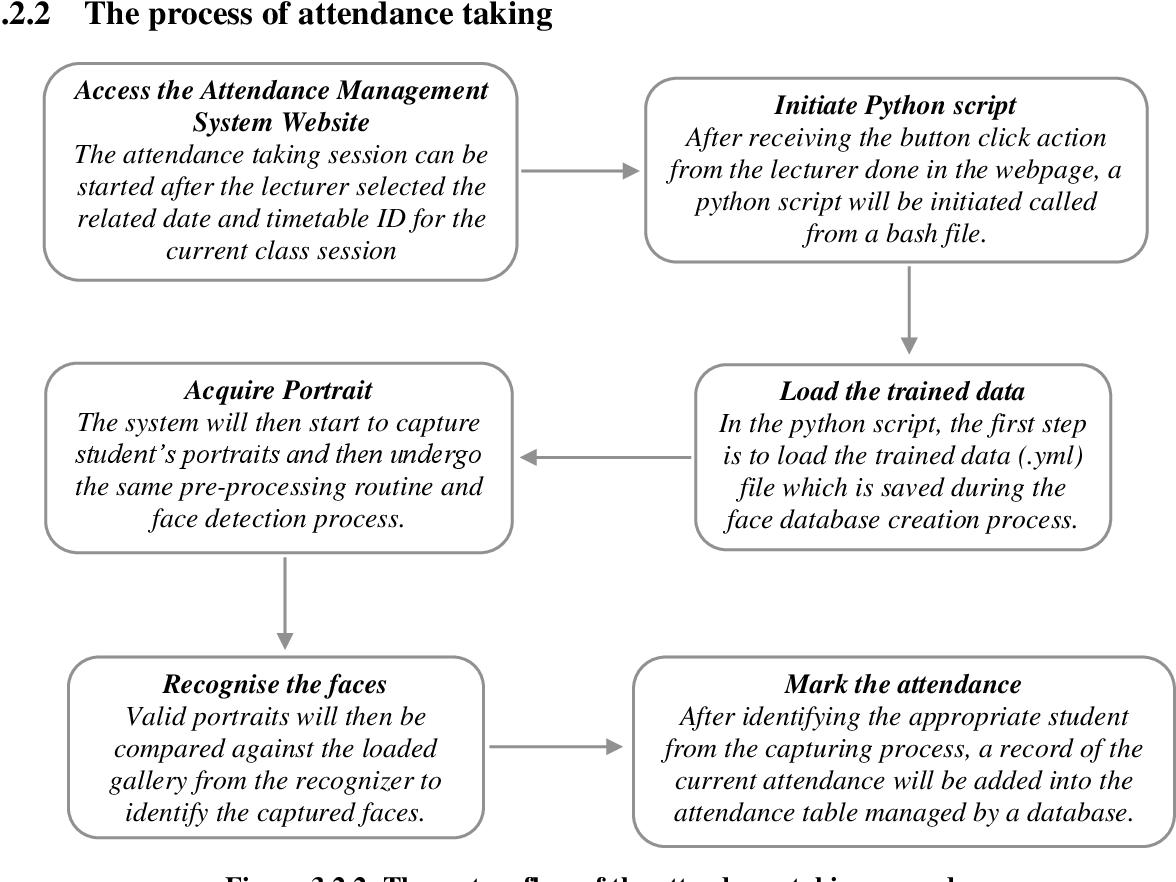 .2.2 The process of attendance taking
Access the Attendance Management
System Website
The attendance taking session can be
started after the lecturer selected the
related date and timetable ID for the
current class session
Initiate Python script
After receiving the button click action
from the lecturer done in the webpage, a
python script will be initiated called
from a bash file.
Load the trained data
In the python script, the first step
is to load the trained data (.yml)
file which is saved during the
face database creation process.
Acquire Portrait
The system will then start to capture
student’s portraits and then undergo
the same pre-processing routine and
face detection process.
Recognise the faces
Valid portraits will then be
compared against the loaded
gallery from the recognizer to
identify the captured faces.
Mark the attendance
After identifying the appropriate student
from the capturing process, a record of the
current attendance will be added into the
attendance table managed by a database.